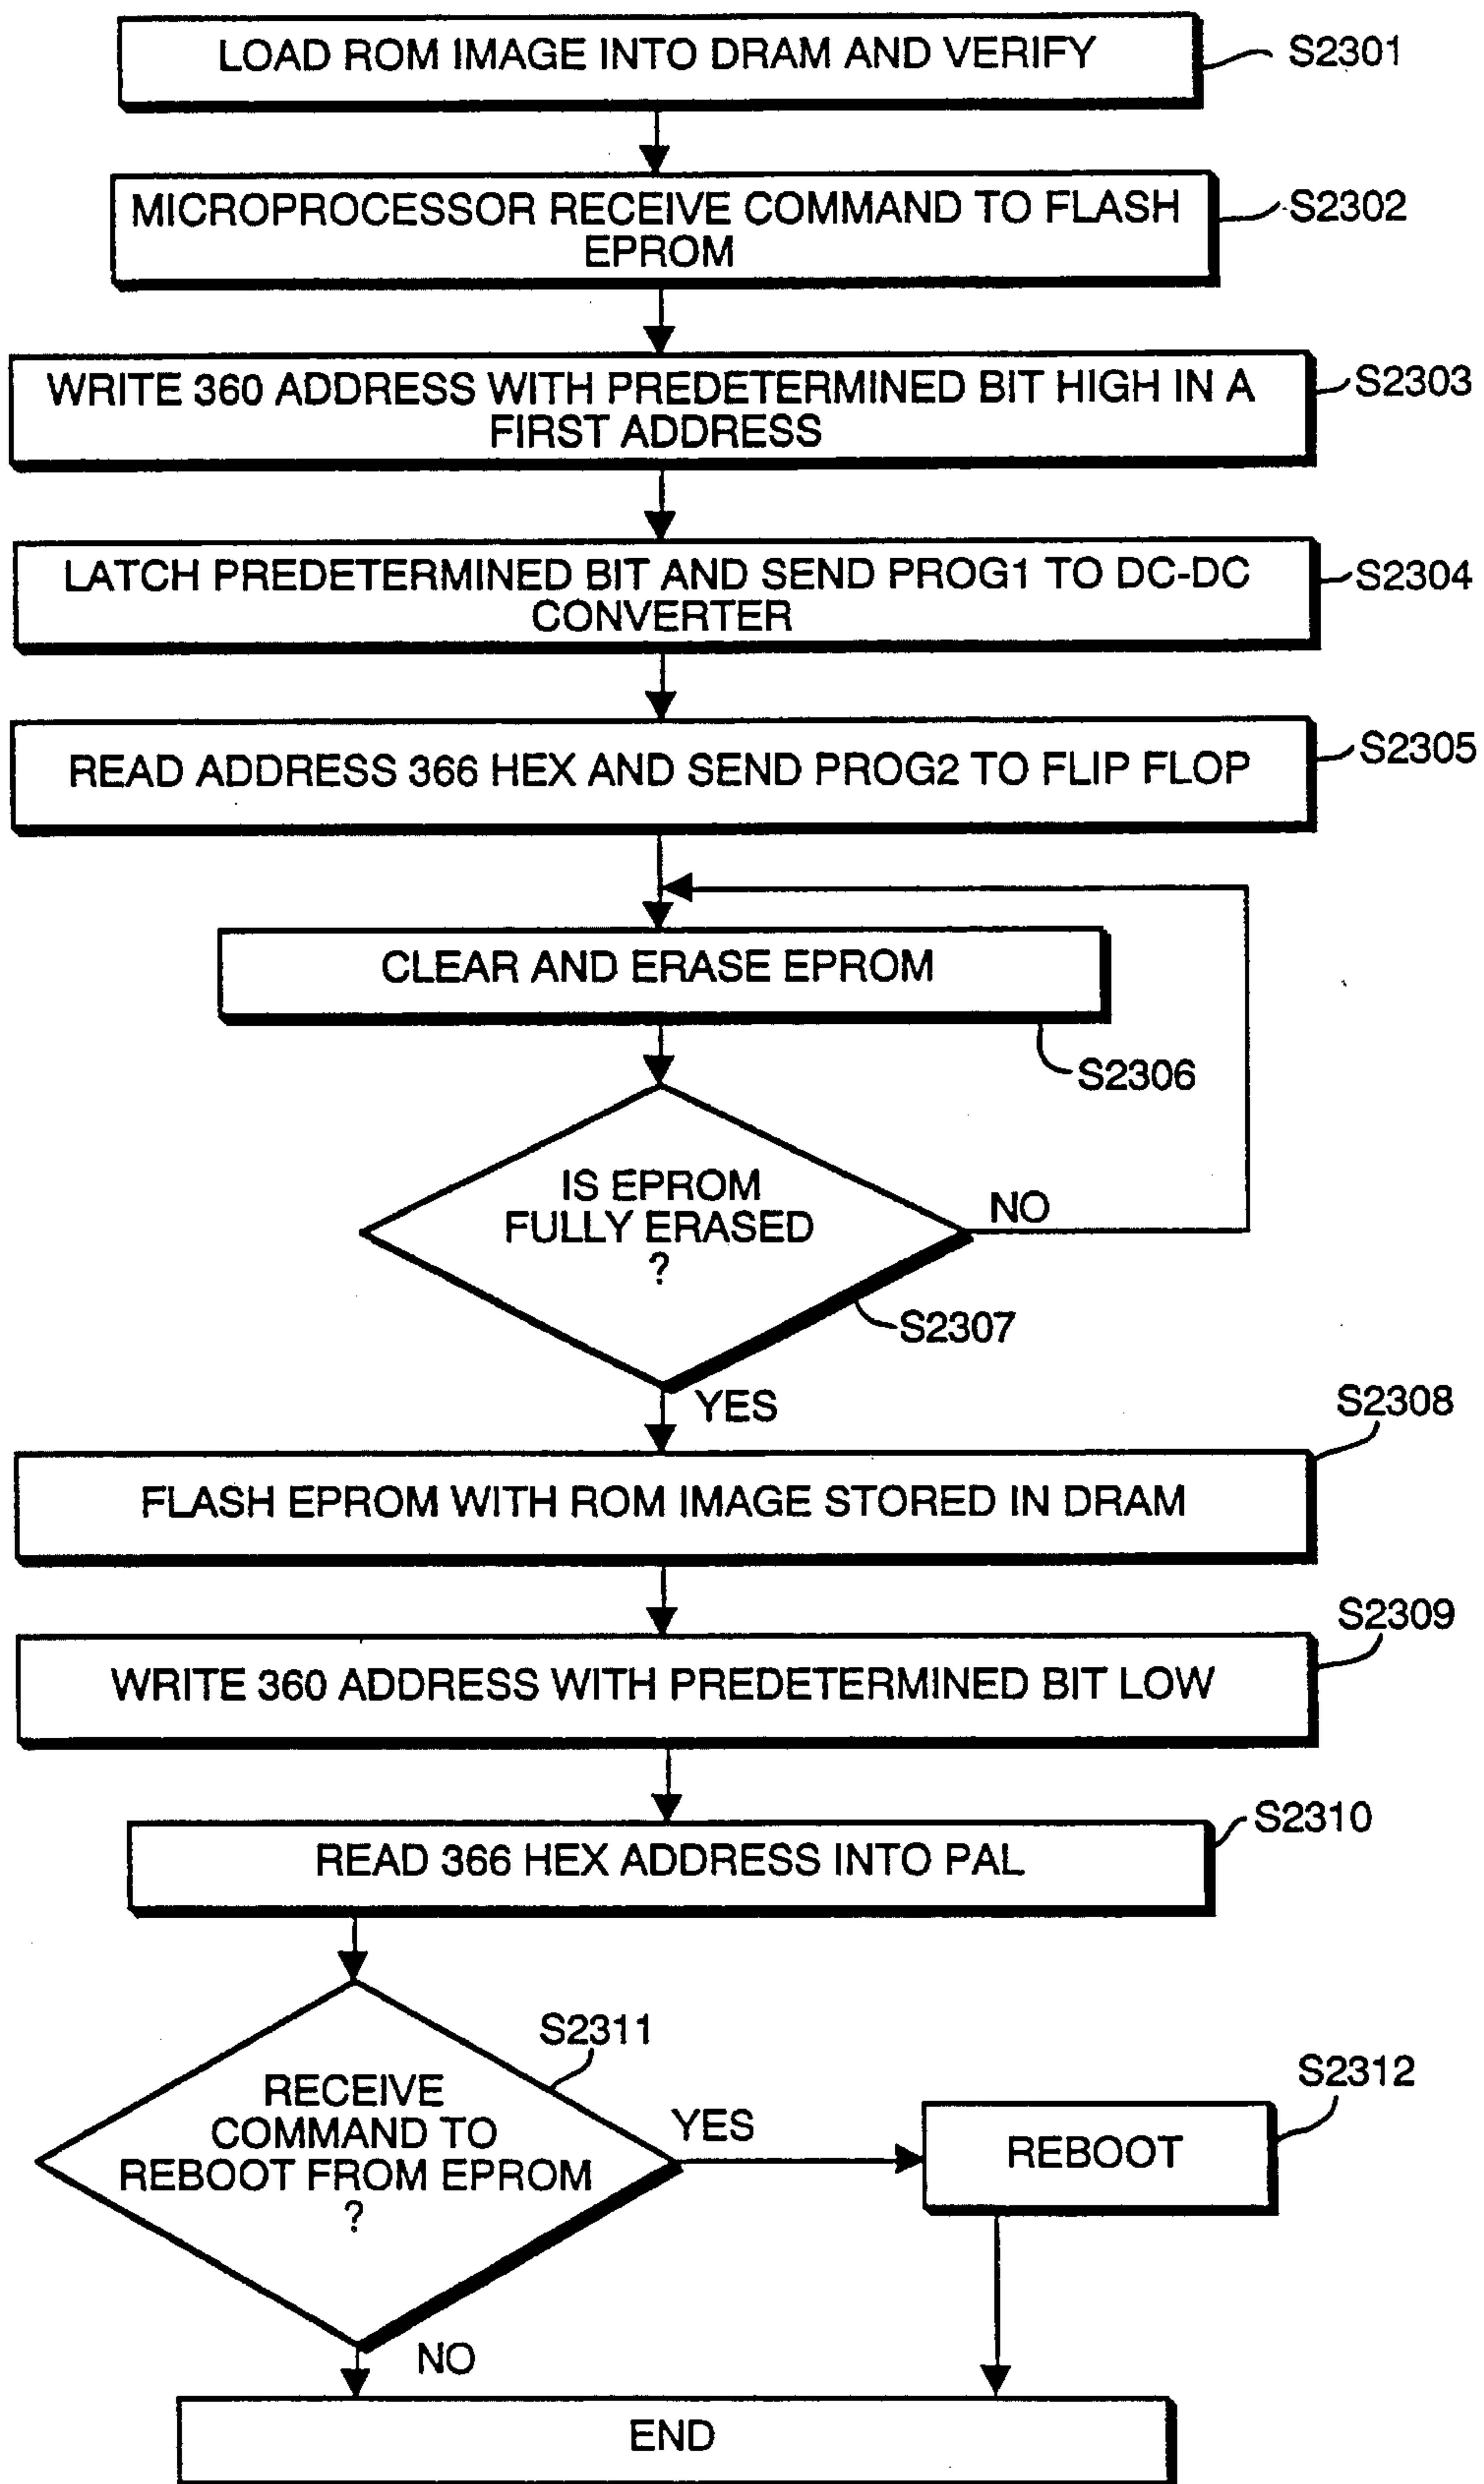 LOAD ROM IMAGE INTO DRAM AND VERIFY
S2301
MICROPROCESSOR RECEIVE COMMAND TO FLASH
EPROM
S2302
WRITE 360 ADDRESS WITH PREDETERMINED BIT HIGH IN A
FIRST ADDRESS
S2303
LATCH PREDETERMINED BIT AND SEND PROG1 TO DC-DC
CONVERTER
S2304
READ ADDRESS 366 HEX AND SEND PROG2 TO FLIP FLOP
S2305
CLEAR AND ERASE EPROM
S2306
IS EPROM
FULLY ERASED
?
NO
S2307
YES
S2308
FLASH EPROM WITH ROM IMAGE STORED IN DRAM
S2309
WRITE 360 ADDRESS WITH PREDETERMINED BIT LOW
S2310
READ 366 HEX ADDRESS INTO PAL
S2311
RECEIVE
COMMAND TO
REBOOT FROM EPROM
?
YES
S2312
REBOOT
NO
END